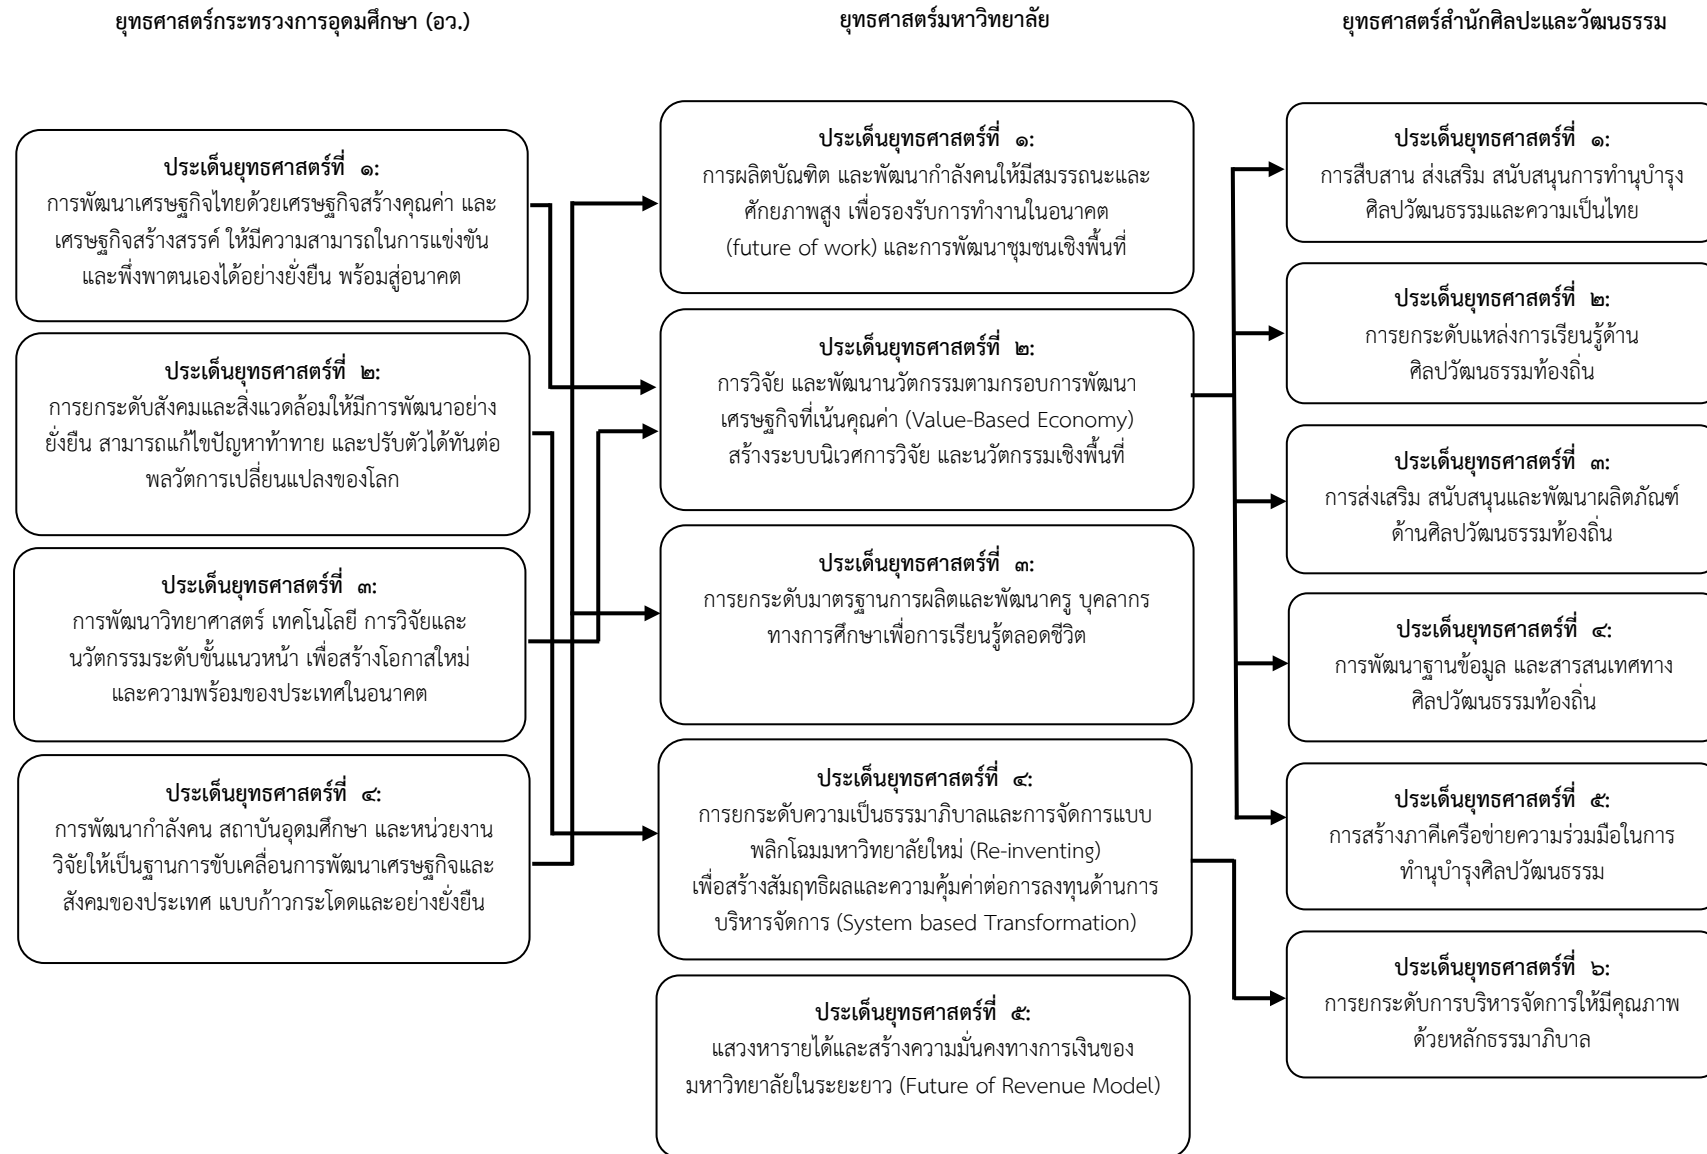 ยุทธศาสตร์กระทรวงการอุดมศึกษา (อว.)
ยุทธศาสตร์มหาวิทยาลัย
ยุทธศาสตร์สำนักศิลปะและวัฒนธรรม
ประเด็นยุทธศาสตร์ที่ ๑:
การพัฒนาเศรษฐกิจไทยด้วยเศรษฐกิจสร้างคุณค่า และ
เศรษฐกิจสร้างสรรค์ ให้มีความสามารถในการแข่งขัน
และพึ่งพาตนเองได้อย่างยั่งยืน พร้อมสู่อนาคต
ประเด็นยุทธศาสตร์ที่ ๒:
การยกระดับสังคมและสิ่งแวดล้อมให้มีการพัฒนาอย่าง
ยั่งยืน สามารถแก้ไขปัญหาท้าทาย และปรับตัวได้ทันต่อ
พลวัตการเปลี่ยนแปลงของโลก
ประเด็นยุทธศาสตร์ที่ ๓:
การพัฒนาวิทยาศาสตร์ เทคโนโลยี การวิจัยและ
นวัตกรรมระดับขั้นแนวหน้า เพื่อสร้างโอกาสใหม่
และความพร้อมของประเทศในอนาคต
ประเด็นยุทธศาสตร์ที่ ๔:
การพัฒนากำลังคน สถาบันอุดมศึกษา และหน่วยงาน
วิจัยให้เป็นฐานการขับเคลื่อนการพัฒนาเศรษฐกิจและ
สังคมของประเทศ แบบก้าวกระโดดและอย่างยั่งยืน
ประเด็นยุทธศาสตร์ที่ ๑:
การผลิตบัณฑิต และพัฒนากำลังคนให้มีสมรรถนะและ
ศักยภาพสูง เพื่อรองรับการทำงานในอนาคต
(future of work) และการพัฒนาชุมชนเชิงพื้นที่
ประเด็นยุทธศาสตร์ที่ ๒:
การวิจัย และพัฒนานวัตกรรมตามกรอบการพัฒนา
เศรษฐกิจที่เน้นคุณค่า (Value-Based Economy)
สร้างระบบนิเวศการวิจัย และนวัตกรรมเชิงพื้นที่
ประเด็นยุทธศาสตร์ที่ ๓:
การยกระดับมาตรฐานการผลิตและพัฒนาครู บุคลากร
ทางการศึกษาเพื่อการเรียนรู้ตลอดชีวิต
ประเด็นยุทธศาสตร์ที่ ๔:
การยกระดับความเป็นธรรมาภิบาลและการจัดการแบบ
พลิกโฉมมหาวิทยาลัยใหม่ (Re-inventing)
เพื่อสร้างสัมฤทธิผลและความคุ้มค่าต่อการลงทุนด้านการ
บริหารจัดการ (System based Transformation)
ประเด็นยุทธศาสตร์ที่ ๕:
แสวงหารายได้และสร้างความมั่นคงทางการเงินของ
มหาวิทยาลัยในระยะยาว (Future of Revenue Model)
ประเด็นยุทธศาสตร์ที่ ๑:
การสืบสาน ส่งเสริม สนับสนุนการทำนุบำรุง
ศิลปวัฒนธรรมและความเป็นไทย
ประเด็นยุทธศาสตร์ที่ ๒:
การยกระดับแหล่งการเรียนรู้ด้าน
ศิลปวัฒนธรรมท้องถิ่น
ประเด็นยุทธศาสตร์ที่ ๓:
การส่งเสริม สนับสนุนและพัฒนาผลิตภัณฑ์
ด้านศิลปวัฒนธรรมท้องถิ่น
ประเด็นยุทธศาสตร์ที่ ๔:
การพัฒนาฐานข้อมูล และสารสนเทศทาง
ศิลปวัฒนธรรมท้องถิ่น
ประเด็นยุทธศาสตร์ที่ ๕:
การสร้างภาคีเครือข่ายความร่วมมือในการ
ทำนุบำรุงศิลปวัฒนธรรม
ประเด็นยุทธศาสตร์ที่ ๖:
การยกระดับการบริหารจัดการให้มีคุณภาพ
ด้วยหลักธรรมาภิบาล